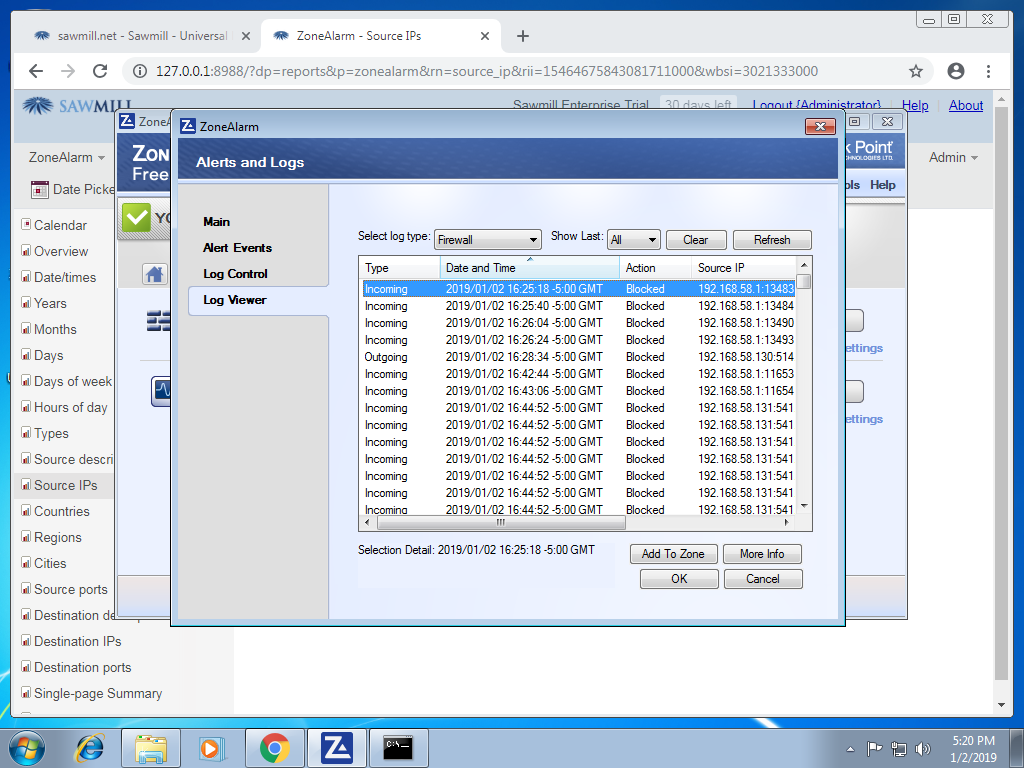 sawmill.net - Sawmill - Universal
ZoneAlarm - Source IPs
127.0.0.1:8988/?dp=reports&p=zonealarm&rn=source_ip&rii=15464675843081711000&wbsi=3021333000
SAWMILL
Sawmill Enterprise Trial
30 days left
Logout {Administrator}
Help
About
ZoneAlarm
Admin
Date Picke
Calendar
Overview
Date/times
Years
Months
Days
Days of week
Hours of day
Types
Source descri
Source IPs
Countries
Regions
Cities
Source ports
Destination de
Destination IPs
Destination ports
Single-page Summary
ZoneA
ZON
Free
YO
k Point
TECHNOLOGIES LTD.
ols Help
ettings
ettings
ZoneAlarm
Alerts and Logs
Main
Alert Events
Log Control
Log Viewer
Select log type: Firewall Show Last: All Clear Refresh
Type Date and Time Action Source IP
Incoming 2019/01/02 16:25:18 -5:00 GMT Blocked 192.168.58.1:13483
Incoming 2019/01/02 16:25:40 -5:00 GMT Blocked 192.168.58.1:13484
Incoming 2019/01/02 16:26:04 -5:00 GMT Blocked 192.168.58.1:13490
Incoming 2019/01/02 16:26:24 -5:00 GMT Blocked 192.168.58.1:13493
Outgoing 2019/01/02 16:28:34 -5:00 GMT Blocked 192.168.58.130:514
Incoming 2019/01/02 16:42:44 -5:00 GMT Blocked 192.168.58.1:11653
Incoming 2019/01/02 16:43:06 -5:00 GMT Blocked 192.168.58.1:11654
Incoming 2019/01/02 16:44:52 -5:00 GMT Blocked 192.168.58.131:541
Incoming 2019/01/02 16:44:52 -5:00 GMT Blocked 192.168.58.131:541
Incoming 2019/01/02 16:44:52 -5:00 GMT Blocked 192.168.58.131:541
Incoming 2019/01/02 16:44:52 -5:00 GMT Blocked 192.168.58.131:541
Incoming 2019/01/02 16:44:52 -5:00 GMT Blocked 192.168.58.131:541
Incoming 2019/01/02 16:44:52 -5:00 GMT Blocked 192.168.58.131:541
Incoming 2019/01/02 16:44:52 -5:00 GMT Blocked 192.168.58.131:541
Selection Detail: 2019/01/02 16:25:18 -5:00 GMT
Add To Zone More Info
OK Cancel
C:\_
5:20 PM
1/2/2019